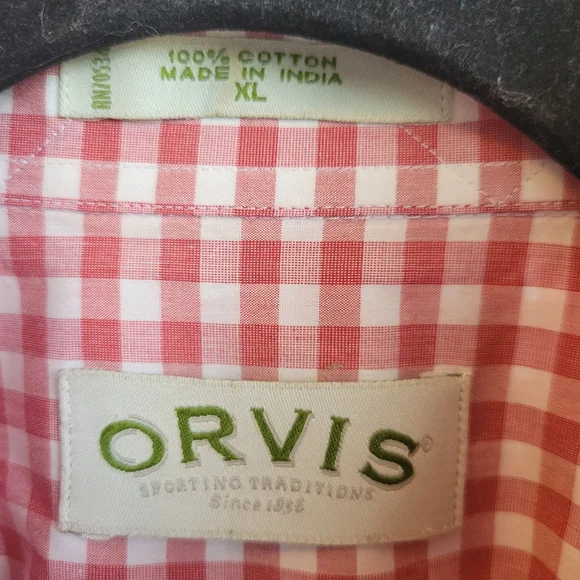 100% COTTON
MADE IN INDIA
XL
ORVIS®
SPORTING TRADITIONS
Since 1856